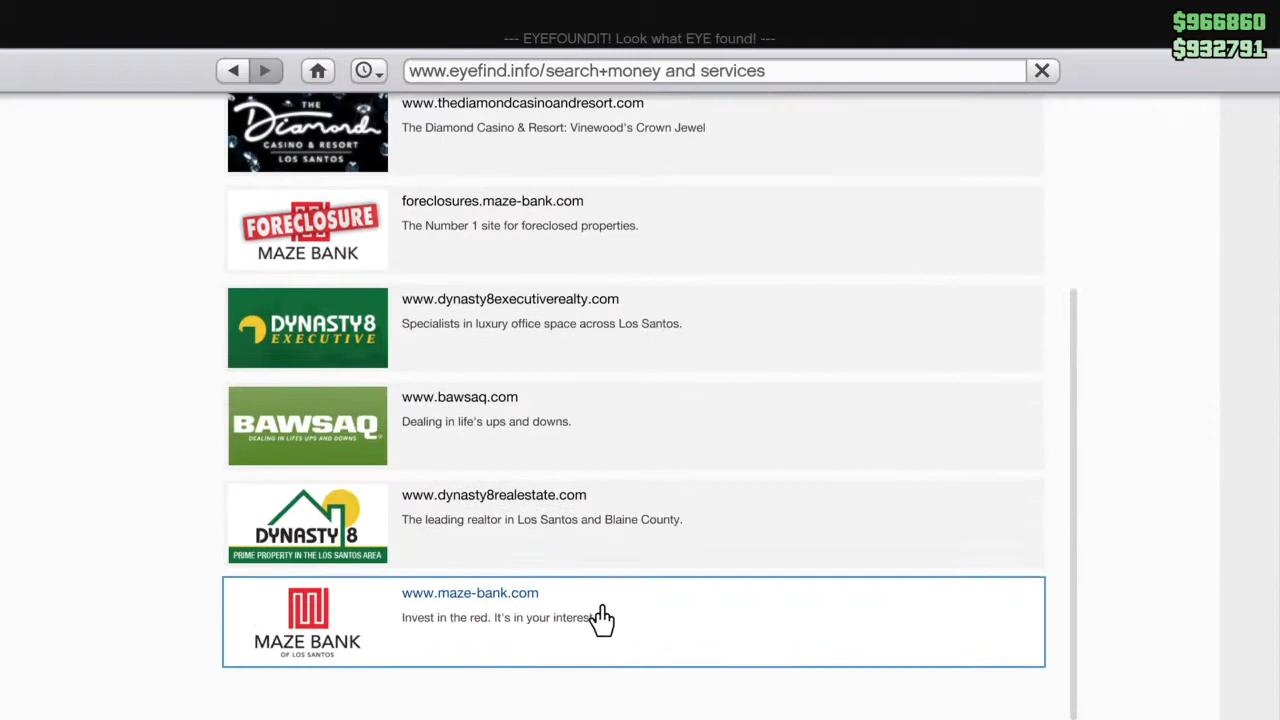 $966860
--- EYEFOUNDIT! Look what EYE found! ---
$932791
www.eyefind.info/search+money and services
THE
Diamond
CASINO & RESORT
LOS SANTOS
www.thediamondcasinoandresort.com
The Diamond Casino & Resort: Vinewood's Crown Jewel
FORECLOSURE
MAZE BANK
foreclosures.maze-bank.com
The Number 1 site for foreclosed properties.
DYNASTY8
EXECUTIVE
www.dynasty8executiverealty.com
Specialists in luxury office space across Los Santos.
BAWSAQ
DEALING IN LIFES UPS AND DOWNS
www.bawsaq.com
Dealing in life's ups and downs.
DYNASTY 8
PRIME PROPERTY IN THE LOS SANTOS AREA
www.dynasty8realestate.com
The leading realtor in Los Santos and Blaine County.
MAZE BANK
OF LOS SANTOS
www.maze-bank.com
Invest in the red. It's in your interest